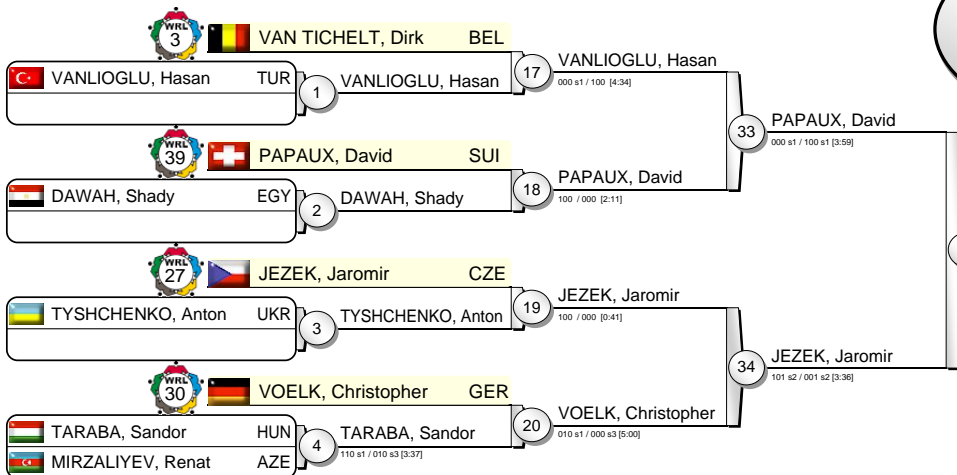 WRL
3
VAN TICHELT, Dirk BEL
VANLIOGLU, Hasan TUR
1
VANLIOGLU, Hasan
17
VANLIOGLU, Hasan
000 s1 / 100 [4:34]
33
PAPAUX, David
000 s1 / 100 s1 [3:59]
WRL
39
PAPAUX, David SUI
DAWAH, Shady EGY
2
DAWAH, Shady
18
PAPAUX, David
100 / 000 [2:11]
WRL
27
JEZEK, Jaromir CZE
TYSHCHENKO, Anton UKR
3
TYSHCHENKO, Anton
19
JEZEK, Jaromir
100 / 000 [0:41]
34
JEZEK, Jaromir
101 s2 / 001 s2 [3:36]
WRL
30
VOELK, Christopher GER
TARABA, Sandor HUN
MIRZALIYEV, Renat AZE
4
TARABA, Sandor
110 s1 / 010 s3 [3:37]
20
VOELK, Christopher
010 s1 / 000 s3 [5:00]